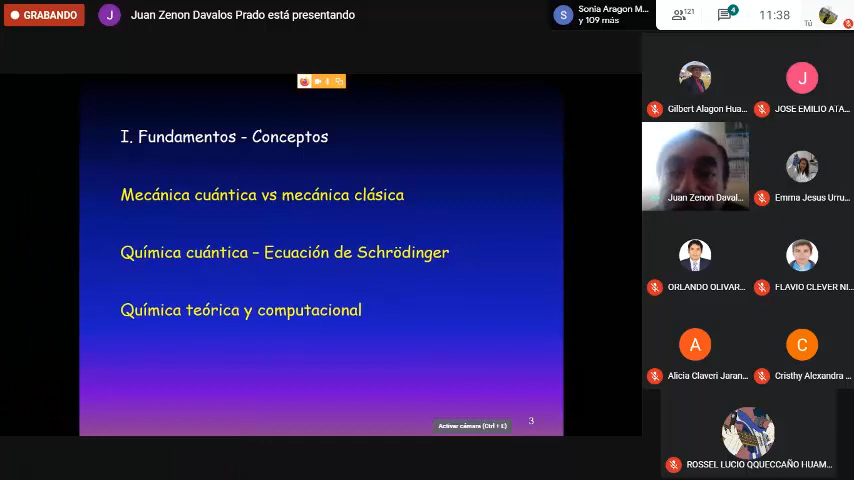 GRABANDO
J
Juan Zenon Davalos Prado está presentando
S
Sonia Aragon M...
y 109 más
121
4
11:38
Tú
I. Fundamentos - Conceptos
Mecánica cuántica vs mecánica clásica
Química cuántica – Ecuación de Schrödinger
Química teórica y computacional
Activar cámara (Ctrl + E)
3
Gilbert Alagon Hua...
J
JOSE EMILIO ATA...
Juan Zenon Daval...
Emma Jesus Urru...
ORLANDO OLIVAR...
FLAVIO CLEVER NI...
A
Alicia Claveri Jaran...
C
Cristhy Alexandra ...
ROSSEL LUCIO QQUECCAÑO HUAM...